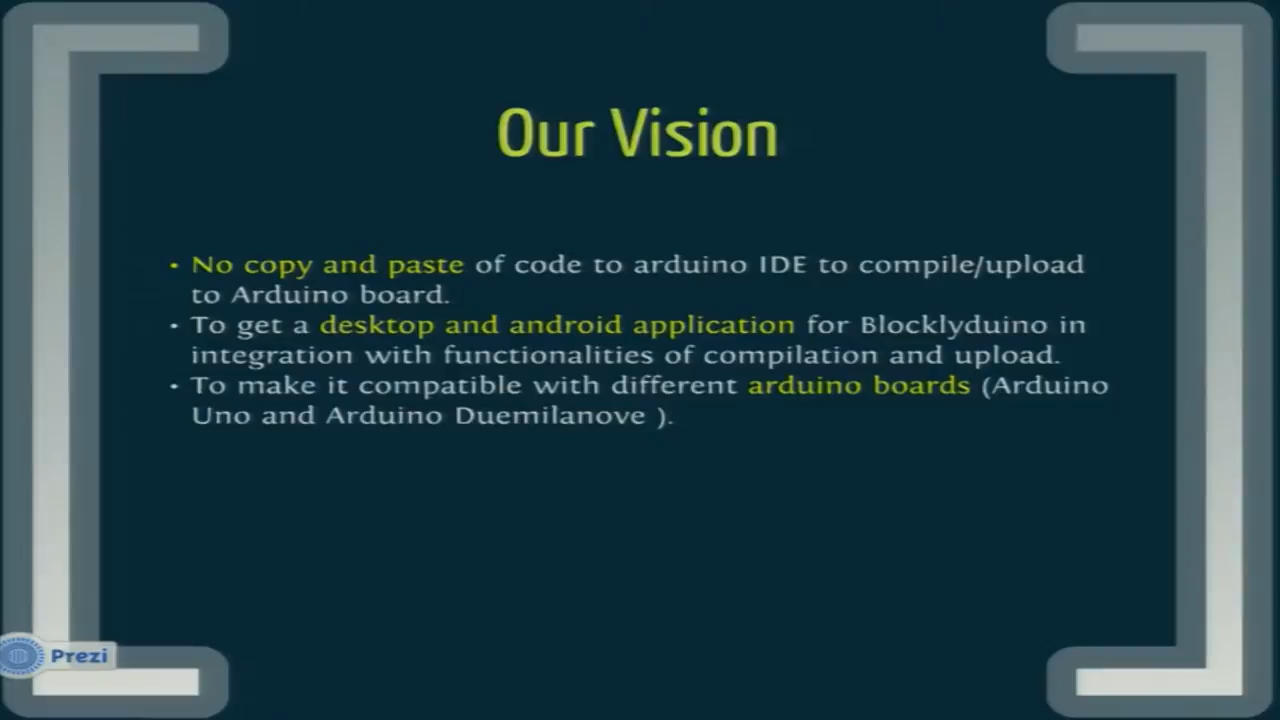 Our Vision
• No copy and paste of code to arduino IDE to compile/upload
to Arduino board.
• To get a desktop and android application for Blocklyduino in
integration with functionalities of compilation and upload.
• To make it compatible with different arduino boards (Arduino
Uno and Arduino Duemilanove ).
Prezi